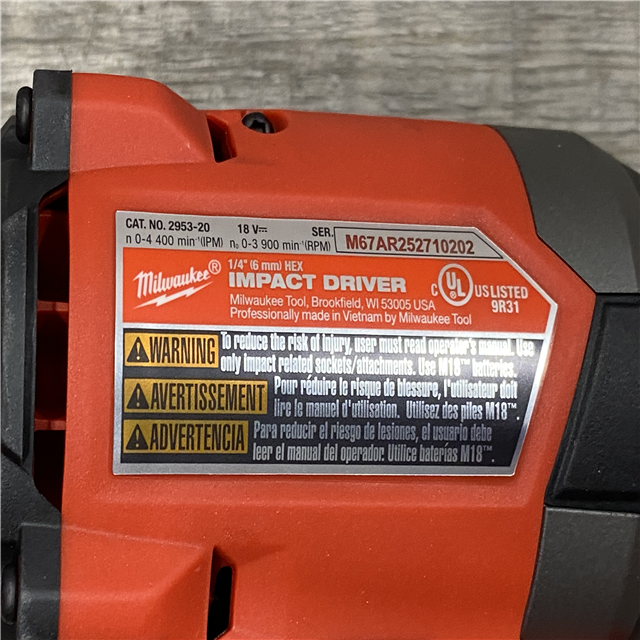 CAT. NO. 2953-20 18 V⎓ SER. M67AR252710202
n 0-4 400 min⁻¹(IPM) n₀ 0-3 900 min⁻¹(RPM)
Milwaukee®
1/4" (6 mm) HEX
IMPACT DRIVER
Milwaukee Tool, Brookfield, WI 53005 USA
Professionally made in Vietnam by Milwaukee Tool
C UL® US LISTED
9R31
WARNING To reduce the risk of injury, user must read operator's manual. Use
only impact related sockets/attachments. Use M18™ batteries.
AVERTISSEMENT Pour réduire le risque de blessure, l'utilisateur doit
lire le manuel d'utilisation. Utilisez des piles M18™.
ADVERTENCIA Para reducir el riesgo de lesiones, el usuario debe
leer el manual del operador. Utilice baterías M18™.